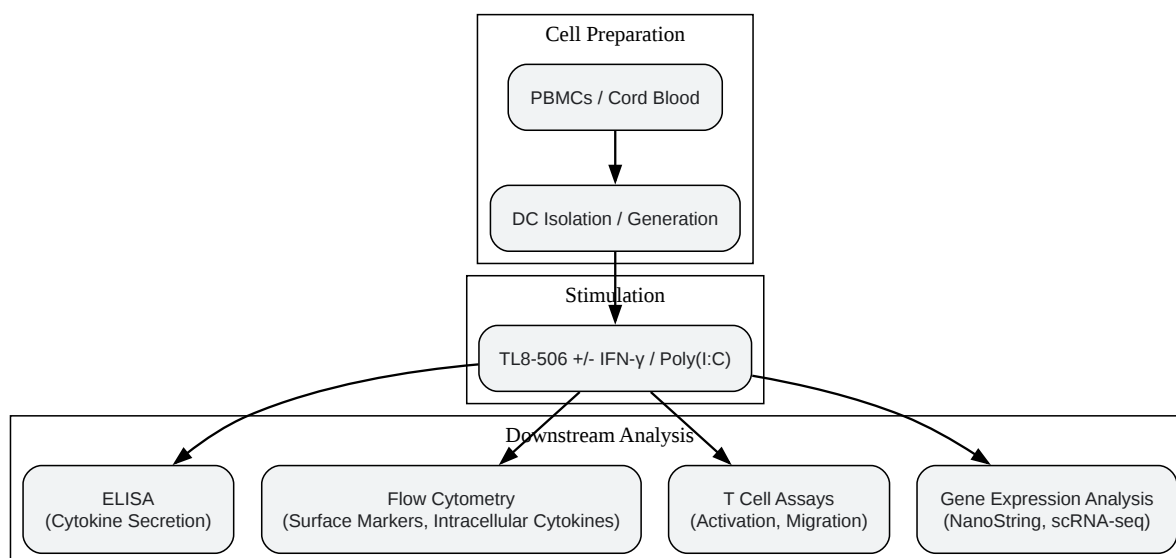 Cell Preparation
PBMCs / Cord Blood
DC Isolation / Generation
Stimulation
TL8-506 +/- IFN-γ / Poly(I:C)
Downstream Analysis
ELISA
(Cytokine Secretion)
Flow Cytometry
(Surface Markers, Intracellular Cytokines)
T Cell Assays
(Activation, Migration)
Gene Expression Analysis
(NanoString, scRNA-seq)